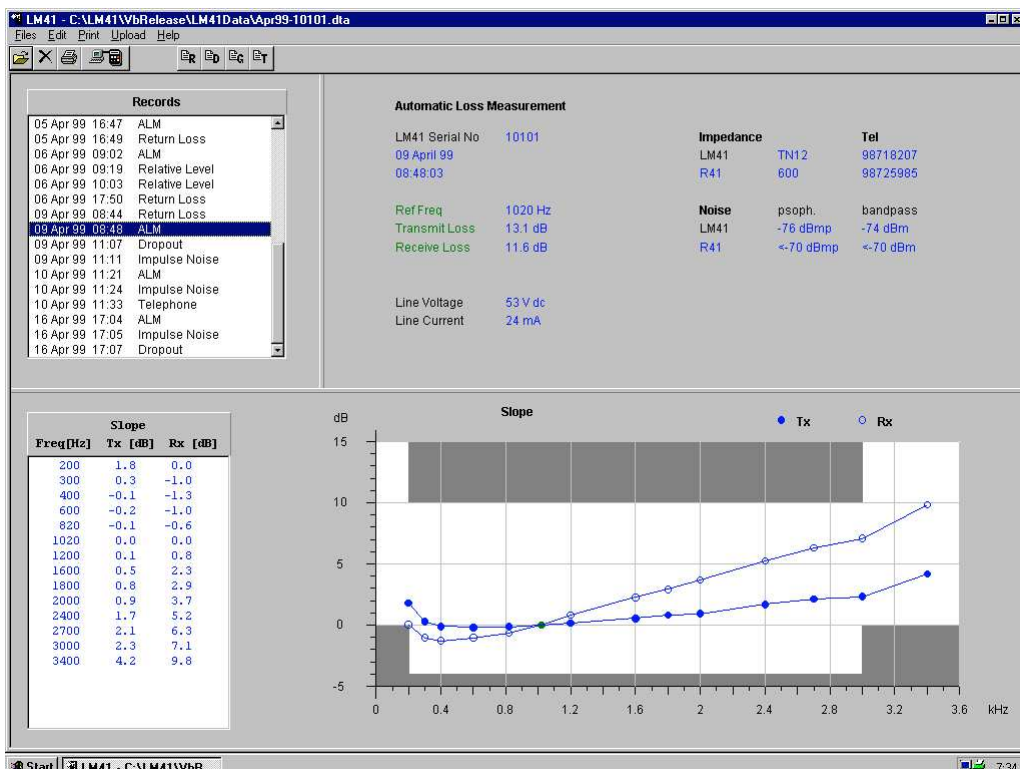 LM41 - C:\LM41\VbRelease\LM41Data\Apr99-10101.dta
Files Edit Print Upload Help
R D G T
Records
05 Apr 99 16:47 ALM
05 Apr 99 16:49 Return Loss
06 Apr 99 09:02 ALM
06 Apr 99 09:19 Relative Level
06 Apr 99 10:03 Relative Level
06 Apr 99 17:50 Return Loss
09 Apr 99 08:44 Return Loss
09 Apr 99 08:48 ALM
09 Apr 99 11:07 Dropout
09 Apr 99 11:11 Impulse Noise
10 Apr 99 11:21 ALM
10 Apr 99 11:24 Impulse Noise
10 Apr 99 11:33 Telephone
16 Apr 99 17:04 ALM
16 Apr 99 17:05 Impulse Noise
16 Apr 99 17:07 Dropout
Automatic Loss Measurement
LM41 Serial No 10101
09 April 99
08:48:03
Ref Freq 1020 Hz
Transmit Loss 13.1 dB
Receive Loss 11.6 dB
Line Voltage 53 V dc
Line Current 24 mA
Impedance Tel
LM41 TN12 98718207
R41 600 98725985
Noise psoph. bandpass
LM41 -76 dBmp -74 dBm
R41 <-70 dBmp <-70 dBm
Slope
Freq[Hz] Tx [dB] Rx [dB]
200 1.8 0.0
300 0.3 -1.0
400 -0.1 -1.3
600 -0.2 -1.0
820 -0.1 -0.6
1020 0.0 0.0
1200 0.1 0.8
1600 0.5 2.3
1800 0.8 2.9
2000 0.9 3.7
2400 1.7 5.2
2700 2.1 6.3
3000 2.3 7.1
3400 4.2 9.8
dB Slope Tx Rx
15
10
5
0
-5
0 0.4 0.8 1.2 1.6 2 2.4 2.8 3.2 3.6 kHz
Start LM41 - C:\LM41\VbR... 7:34